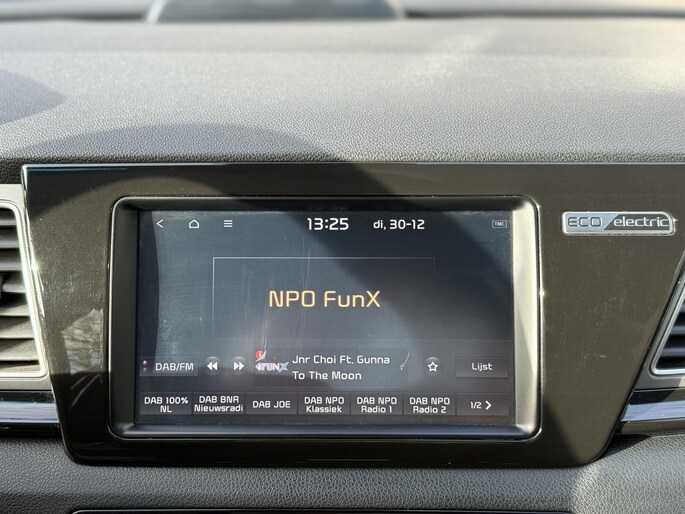 13:25 di, 30-12 TMC
ECO electric
NPO FunX
DAB/FM FUNX Jnr Choi Ft. Gunna Lijst
To The Moon
DAB 100% DAB BNR DAB JOE DAB NPO DAB NPO DAB NPO 1/2
NL Nieuwsradi Klassiek Radio 1 Radio 2